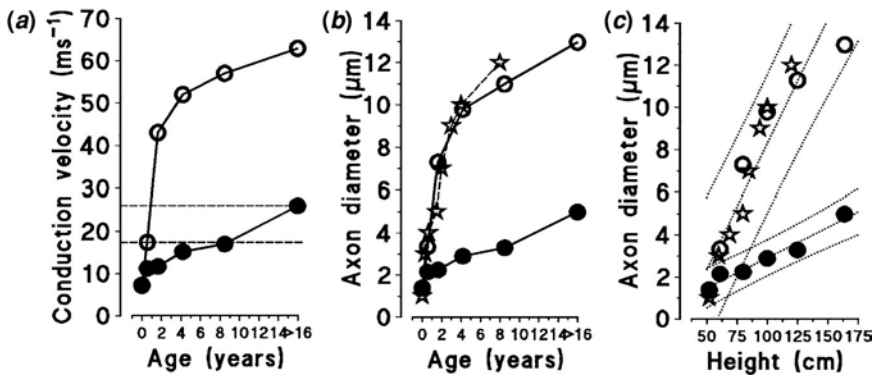 (a)
Conduction velocity (ms⁻¹)
70
60
50
40
30
20
10
0
0 2 4 6 8 10 12 14 >16
Age (years)
(b)
Axon diameter (μm)
14
12
10
8
6
4
2
0
0 2 4 6 8 10 12 14 >16
Age (years)
(c)
Axon diameter (μm)
14
12
10
8
6
4
2
0
50 75 100 125 150 175
Height (cm)